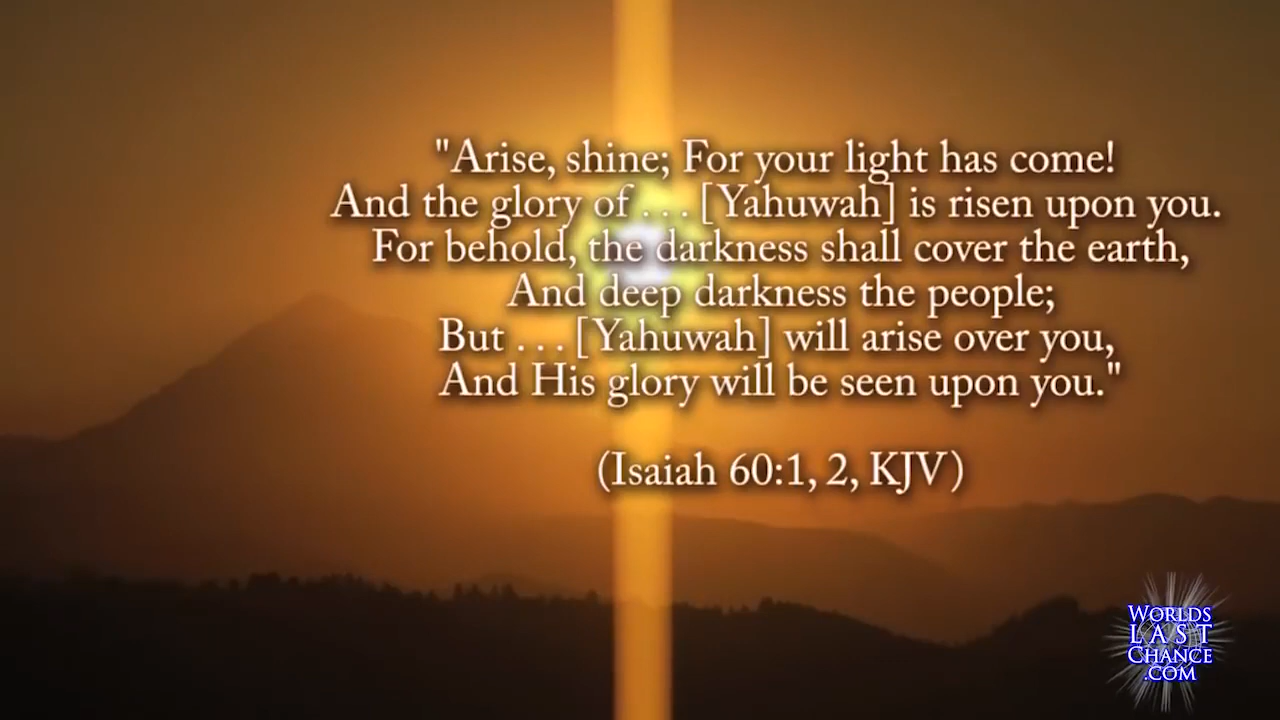 "Arise, shine; For your light has come!
And the glory of . . . [Yahuwah] is risen upon you.
For behold, the darkness shall cover the earth,
And deep darkness the people;
But . . . [Yahuwah] will arise over you,
And His glory will be seen upon you."
(Isaiah 60:1, 2, KJV)
WORLDS
LAST
CHANCE
.COM